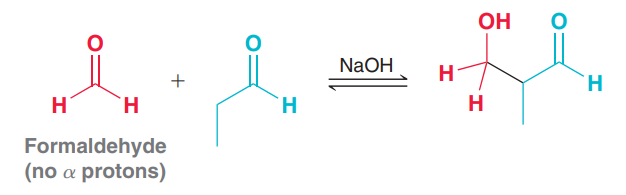 O
H
H
Formaldehyde
(no α protons)
+
O
H
NaOH
OH
O
H
H
H